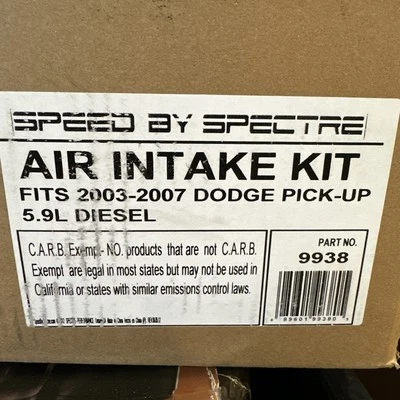 SPEED BY SPECTRE
AIR INTAKE KIT
FITS 2003-2007 DODGE PICK-UP
5.9L DIESEL
C.A.R.B. Exempt - NO. products that are not C.A.R.B.
Exempt are legal in most states but may not be used in
California or states with similar emissions control laws.
PART NO.
9938